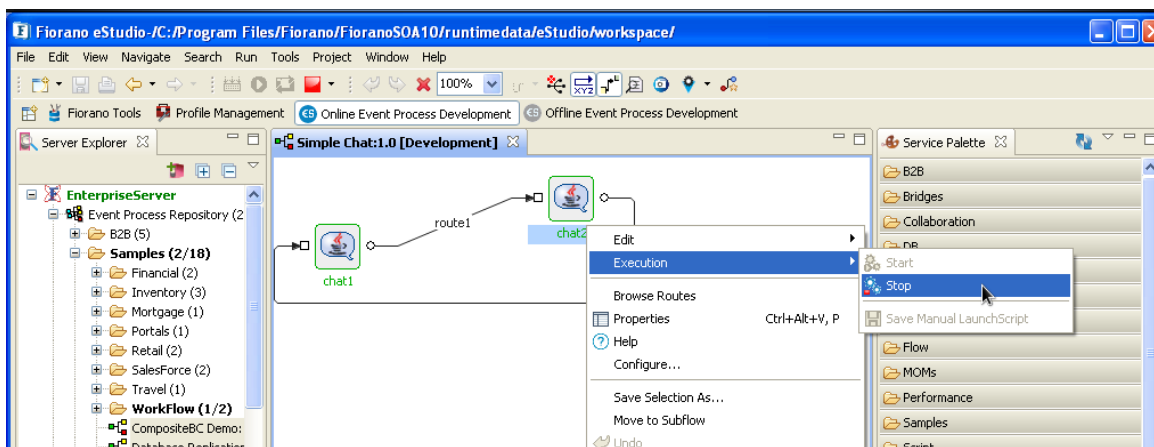 Fiorano eStudio-/C:/Program Files/Fiorano/FioranoSOA10/runtimedata/eStudio/workspace/
File Edit View Navigate Search Run Tools Project Window Help
100%
XYZ
Fiorano Tools Profile Management Online Event Process Development Offline Event Process Development
Server Explorer
EnterpriseServer
Event Process Repository (2
B2B (5)
Samples (2/18)
Financial (2)
Inventory (3)
Mortgage (1)
Portals (1)
Retail (2)
SalesForce (2)
Travel (1)
WorkFlow (1/2)
CompositeBC Demo:
Database Replication
Simple Chat:1.0 [Development]
route1
chat1
chat2
Edit
Execution
Browse Routes
Properties Ctrl+Alt+V, P
Help
Configure...
Save Selection As...
Move to Subflow
Undo
Start
Stop
Save Manual LaunchScript
Service Palette
B2B
Bridges
Collaboration
DB
Flow
MOMs
Performance
Samples
Script